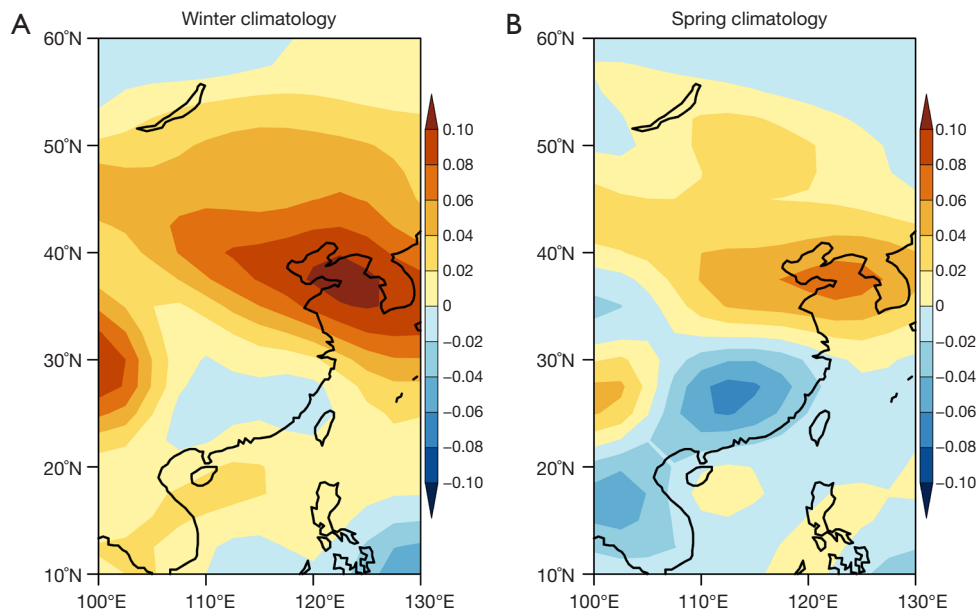 A
Winter climatology
60°N
50°N
40°N
30°N
20°N
10°N
100°E
110°E
120°E
130°E
0.10
0.08
0.06
0.04
0.02
0
−0.02
−0.04
−0.06
−0.08
−0.10
B
Spring climatology
60°N
50°N
40°N
30°N
20°N
10°N
100°E
110°E
120°E
130°E
0.10
0.08
0.06
0.04
0.02
0
−0.02
−0.04
−0.06
−0.08
−0.10